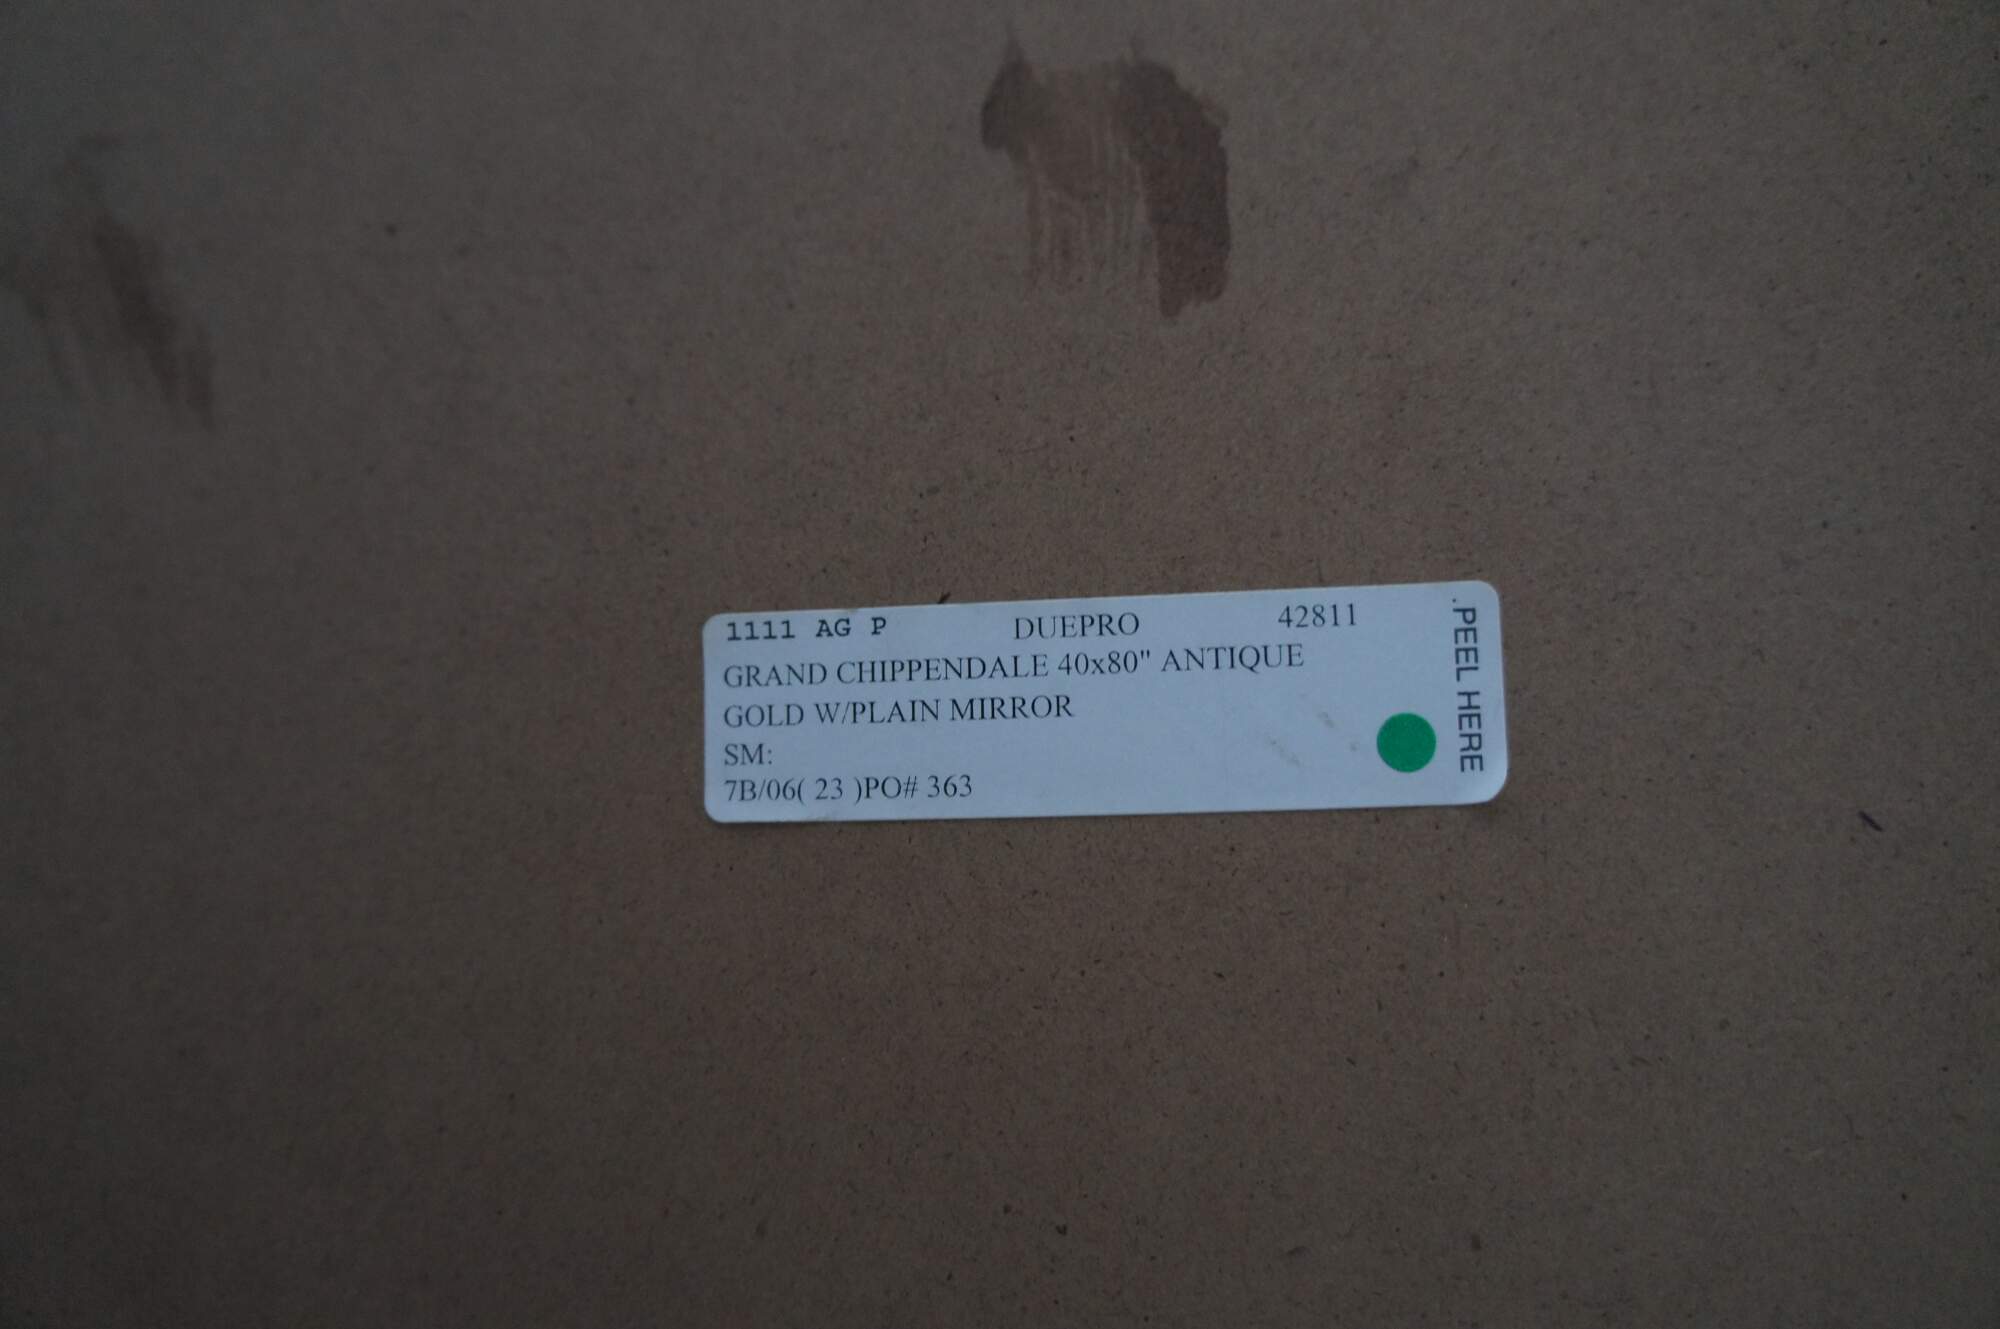 1111 AG P DUEPRO 42811
GRAND CHIPPENDALE 40x80" ANTIQUE
GOLD W/PLAIN MIRROR
SM:
7B/06( 23 )PO# 363
.PEEL HERE